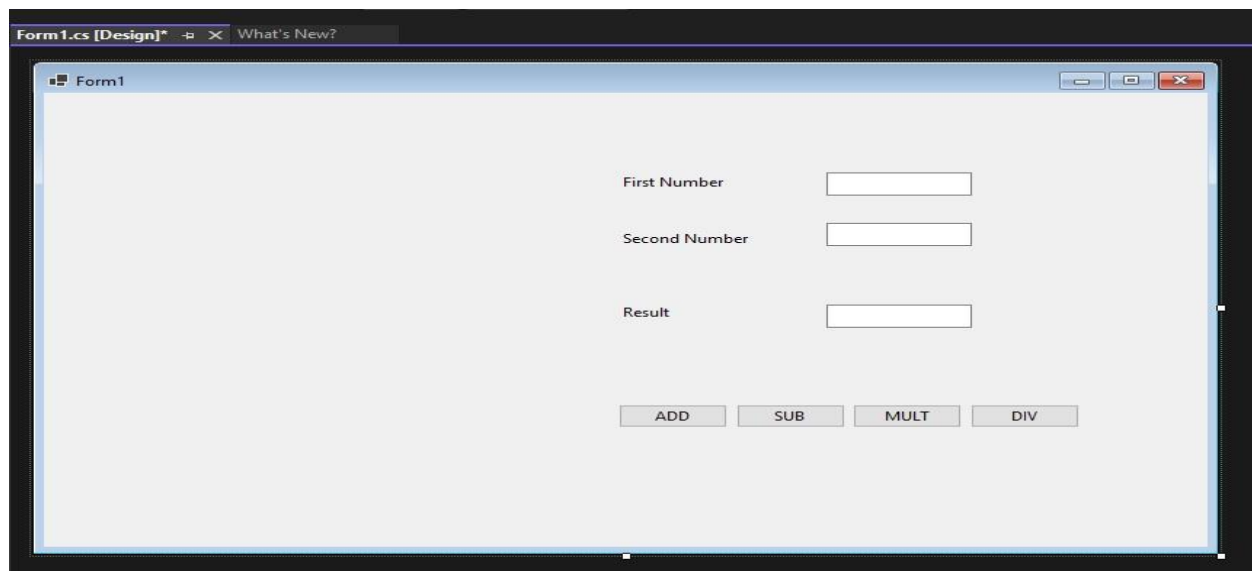 Form1.cs [Design]* What's New?
Form1
First Number
Second Number
Result
ADD SUB MULT DIV